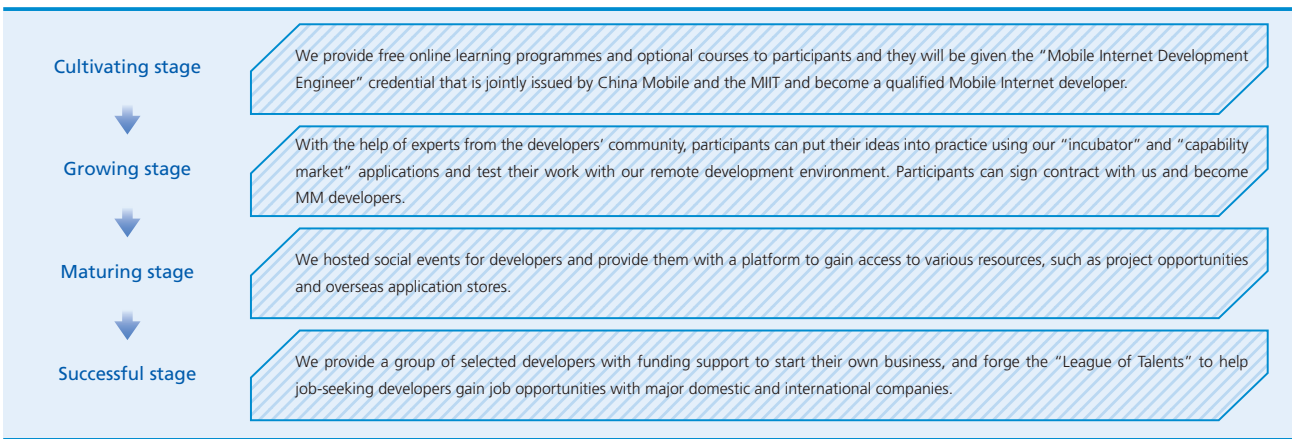 Cultivating stage
We provide free online learning programmes and optional courses to participants and they will be given the “Mobile Internet Development
Engineer” credential that is jointly issued by China Mobile and the MIIT and become a qualified Mobile Internet developer.
Growing stage
With the help of experts from the developers’ community, participants can put their ideas into practice using our “incubator” and “capability
market” applications and test their work with our remote development environment. Participants can sign contract with us and become
MM developers.
Maturing stage
We hosted social events for developers and provide them with a platform to gain access to various resources, such as project opportunities
and overseas application stores.
Successful stage
We provide a group of selected developers with funding support to start their own business, and forge the “League of Talents” to help
job-seeking developers gain job opportunities with major domestic and international companies.